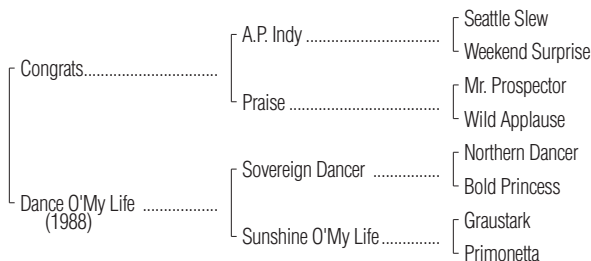 Seattle Slew
A.P. Indy ..........................
Weekend Surprise
Congrats..........................
Mr. Prospector
Praise ..............................
Wild Applause
Northern Dancer
Sovereign Dancer .............
Bold Princess
Dance O'My Life ...............
(1988)
Graustark
Sunshine O'My Life...........
Primonetta